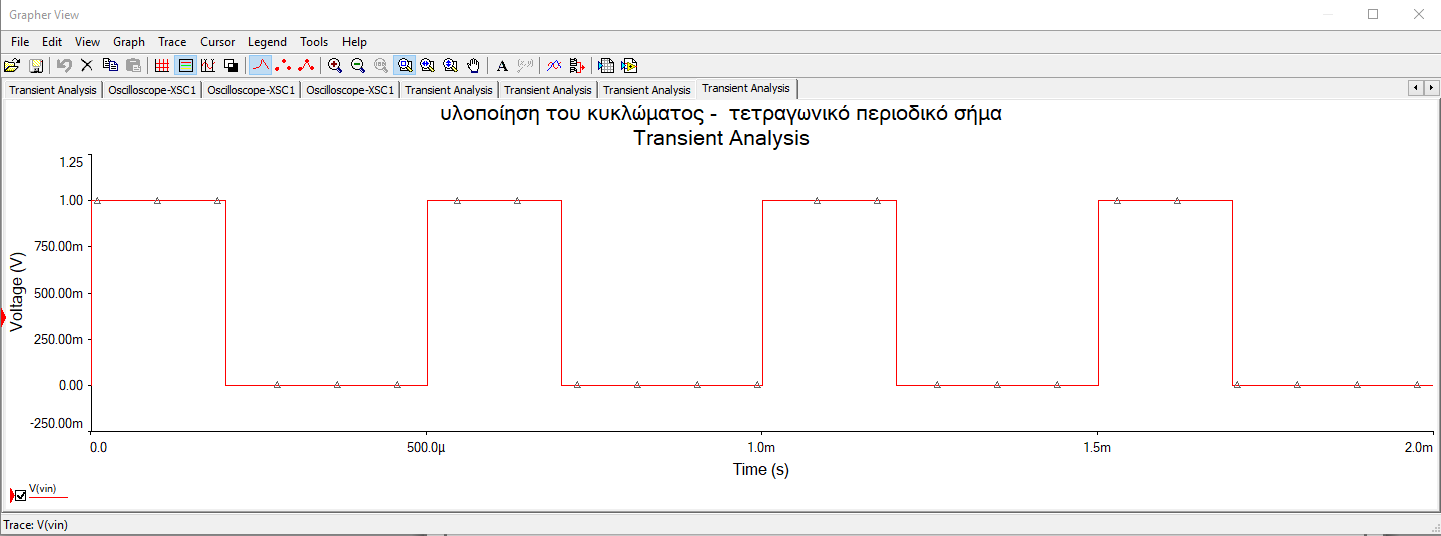 Grapher View
File Edit View Graph Trace Cursor Legend Tools Help
A
Transient Analysis Oscilloscope-XSC1 Oscilloscope-XSC1 Oscilloscope-XSC1 Transient Analysis Transient Analysis Transient Analysis Transient Analysis
υλοποίηση του κυκλώματος - τετραγωνικό περιοδικό σήμα
Transient Analysis
Voltage (V)
1.25
1.00
750.00m
500.00m
250.00m
0.00
-250.00m
0.0 500.0μ 1.0m 1.5m 2.0m
Time (s)
V(vin)
Trace: V(vin)